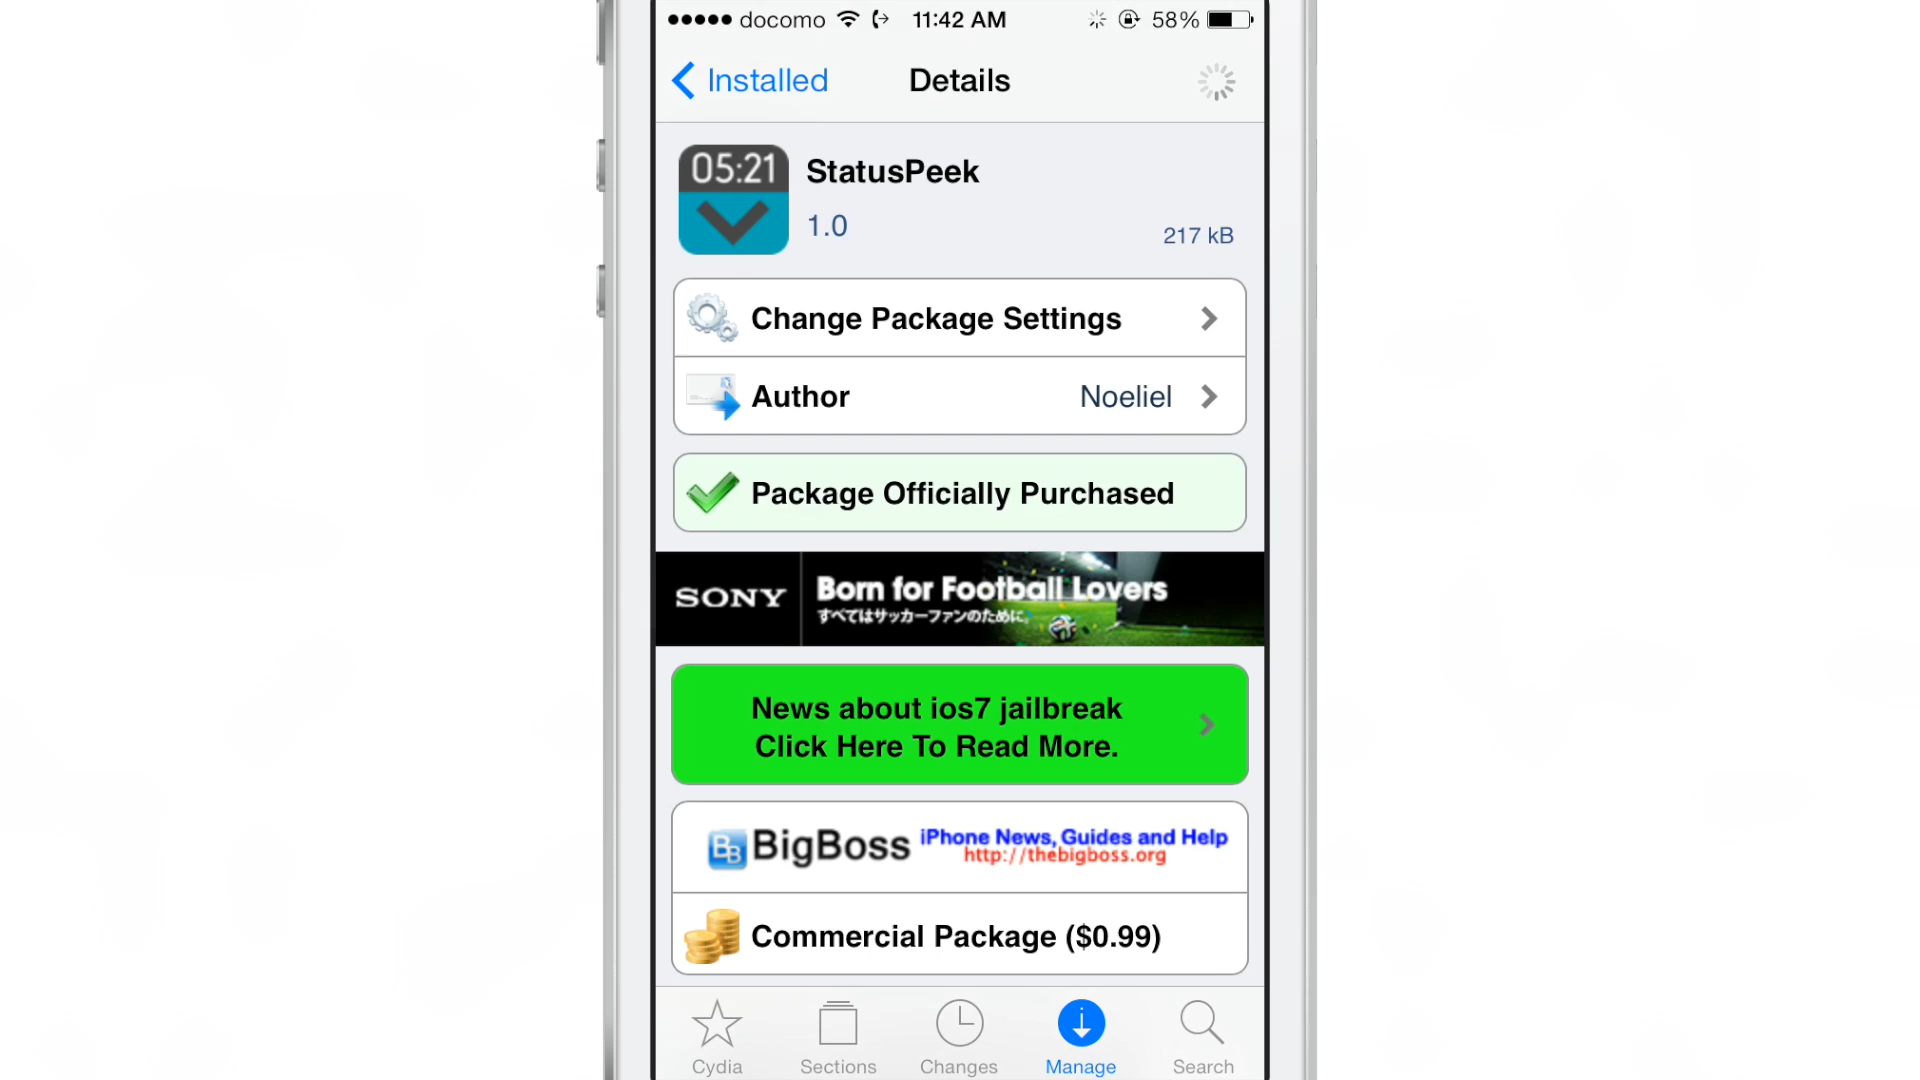 docomo 11:42 AM 58%
Installed Details
05:21
StatusPeek
1.0
217 kB
Change Package Settings
Author Noeliel
Package Officially Purchased
SONY
Born for Football Lovers
すべてはサッカーファンのために。
News about ios7 jailbreak
Click Here To Read More.
BB BigBoss
iPhone News, Guides and Help
http://thebigboss.org
Commercial Package ($0.99)
Cydia Sections Changes Manage Search